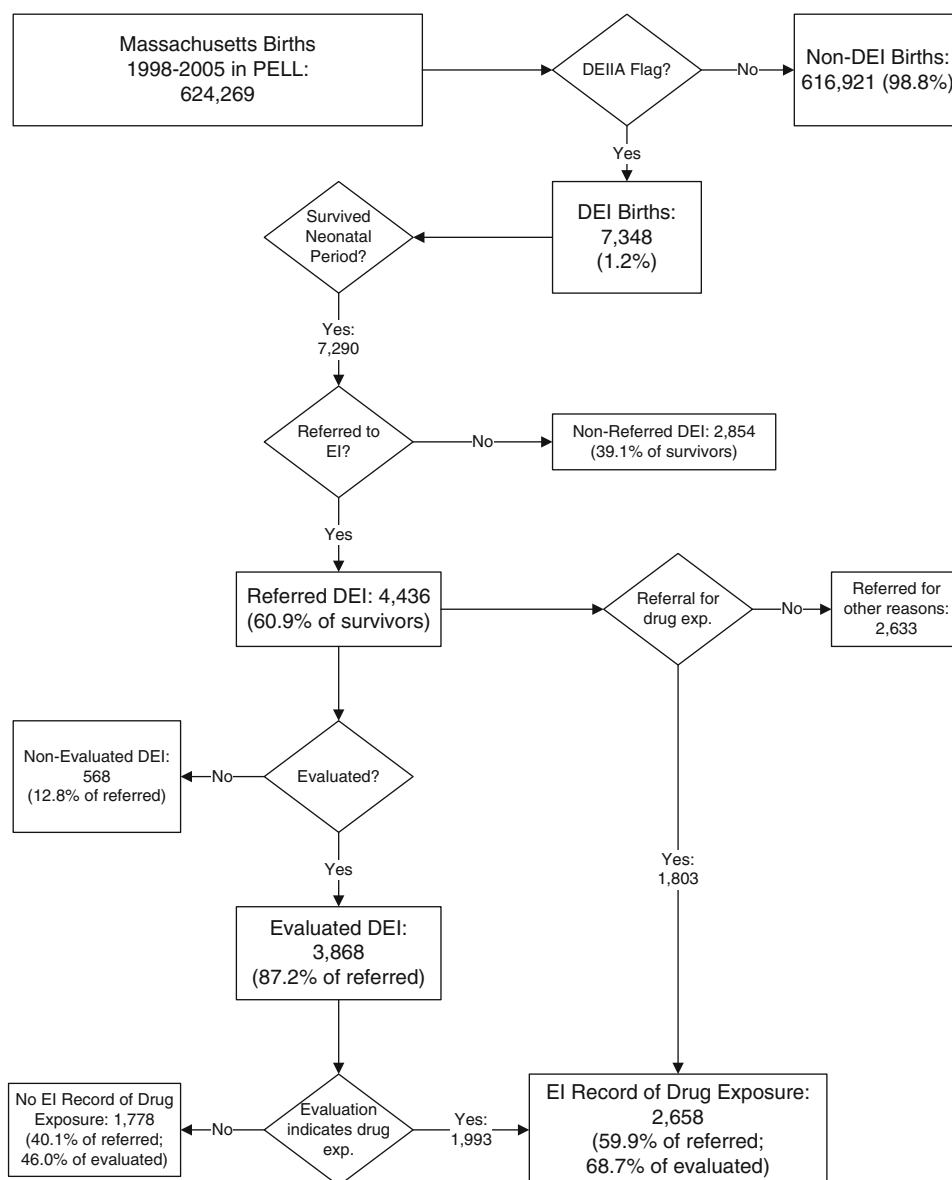 Massachusetts Births
1998-2005 in PELL:
624,269
DEIIA Flag?
No
Non-DEI Births:
616,921 (98.8%)
Yes
DEI Births:
7,348
(1.2%)
Survived
Neonatal
Period?
Yes:
7,290
Referred to
EI?
No
Non-Referred DEI: 2,854
(39.1% of survivors)
Yes
Referred DEI: 4,436
(60.9% of survivors)
Referral for
drug exp.
No
Referred for
other reasons:
2,633
Non-Evaluated DEI:
568
(12.8% of referred)
No
Evaluated?
Yes
Yes:
1,803
Evaluated DEI:
3,868
(87.2% of referred)
No EI Record of Drug
Exposure: 1,778
(40.1% of referred;
46.0% of evaluated)
No
Evaluation
indicates drug
exp.
Yes:
1,993
EI Record of Drug Exposure:
2,658
(59.9% of referred;
68.7% of evaluated)